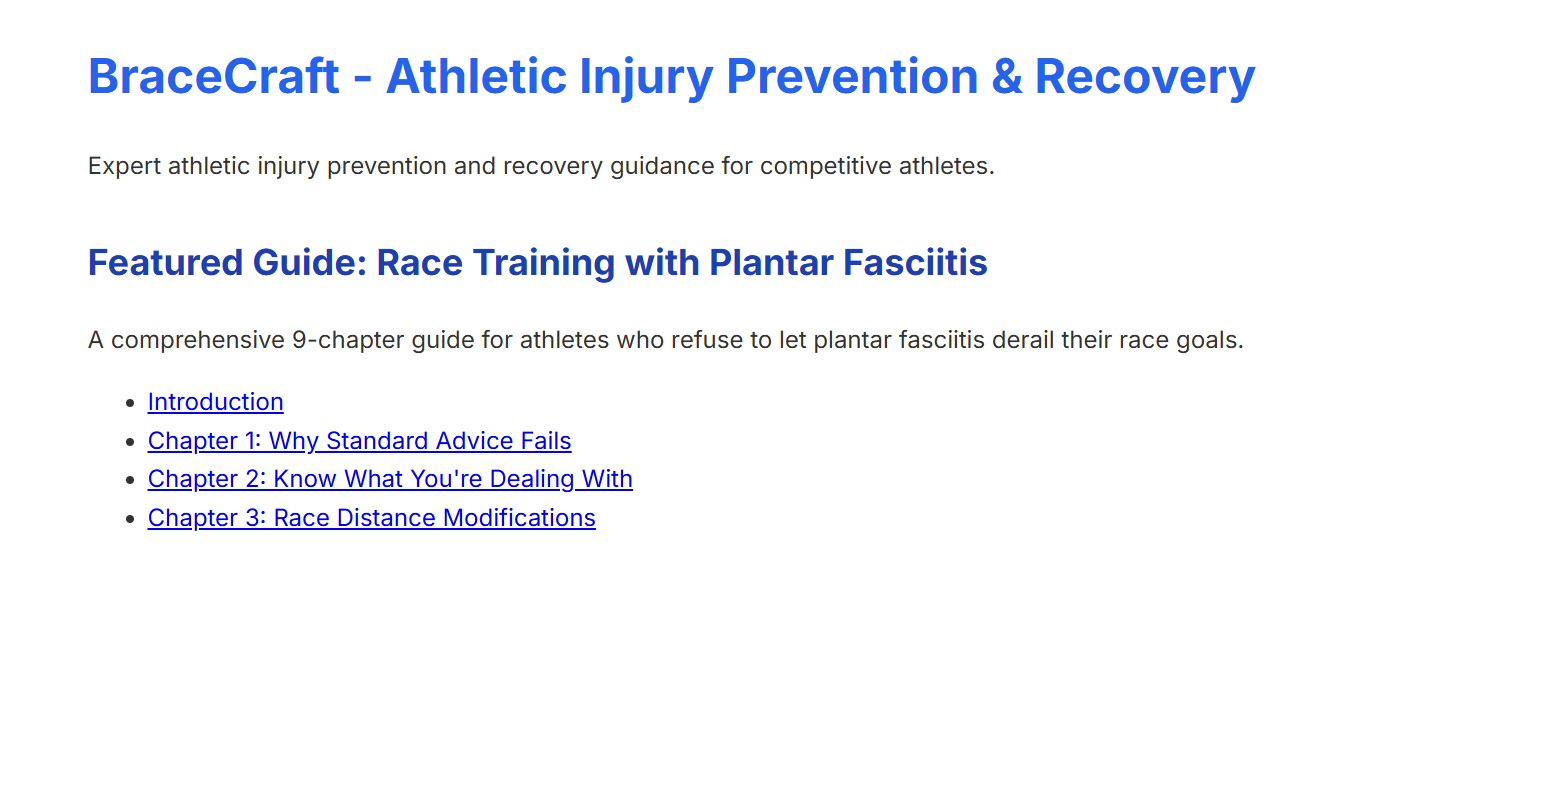 BraceCraft - Athletic Injury Prevention & Recovery
Expert athletic injury prevention and recovery guidance for competitive athletes.
Featured Guide: Race Training with Plantar Fasciitis
A comprehensive 9-chapter guide for athletes who refuse to let plantar fasciitis derail their race goals.
• Introduction
• Chapter 1: Why Standard Advice Fails
• Chapter 2: Know What You're Dealing With
• Chapter 3: Race Distance Modifications